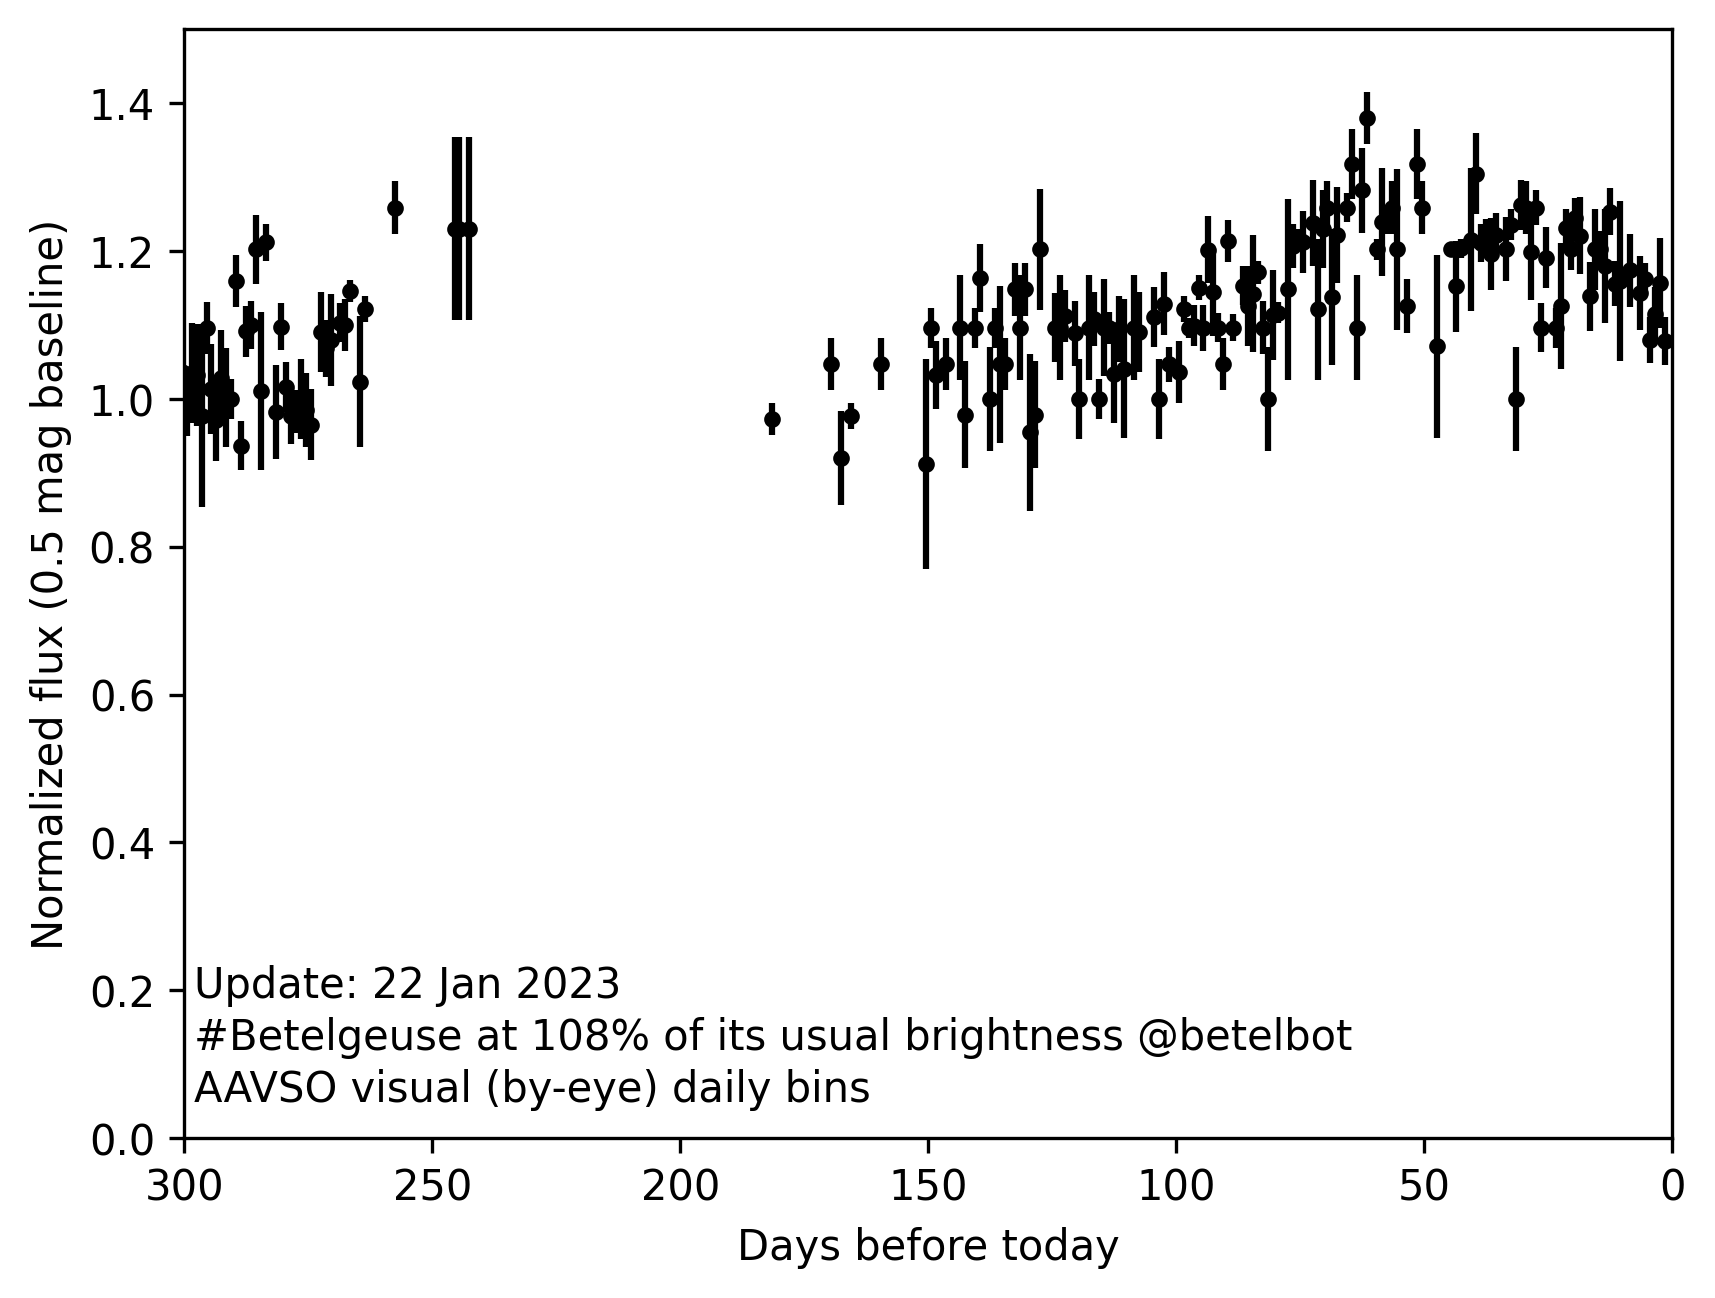 1.4
1.2
1.0
0.8
0.6
0.4
0.2
0.0
Normalized flux (0.5 mag baseline)
Update: 22 Jan 2023
#Betelgeuse at 108% of its usual brightness @betelbot
AAVSO visual (by-eye) daily bins
300 250 200 150 100 50 0
Days before today